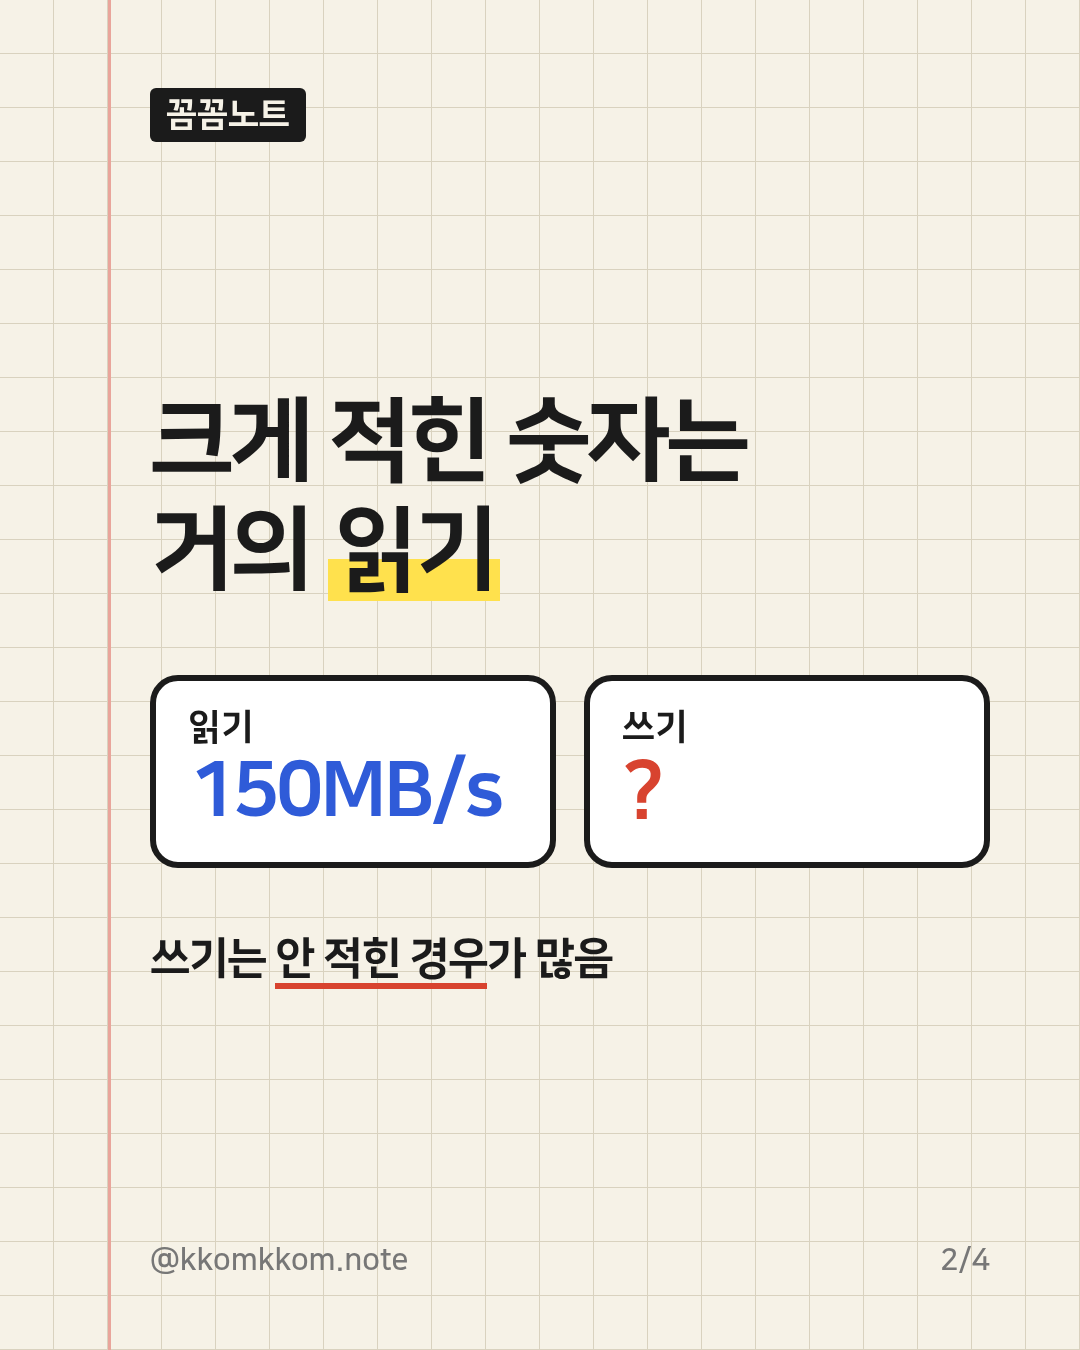 꼼꼼노트
크게 적힌 숫자는
거의 읽기
읽기
150MB/s
쓰기
?
쓰기는 안 적힌 경우가 많음
@kkomkkom.note
2/4